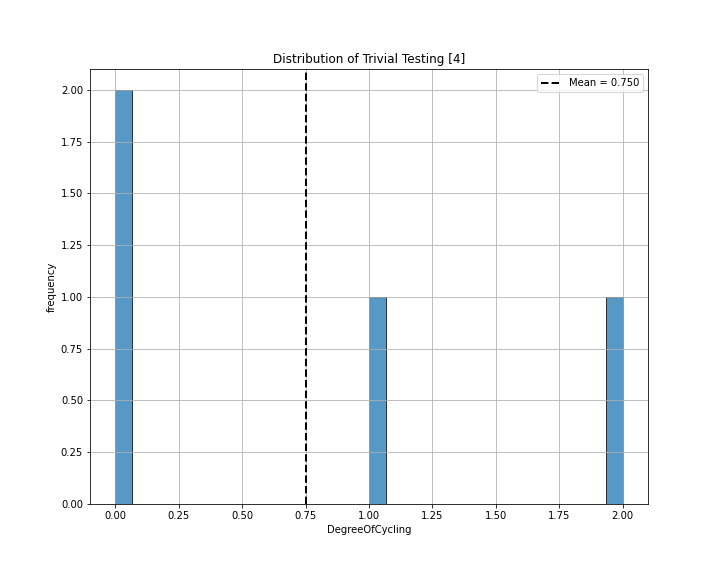 Distribution of Trivial Testing [4]
Mean = 0.750
2.00
1.75
1.50
1.25
1.00
0.75
0.50
0.25
0.00
frequency
0.00 0.25 0.50 0.75 1.00 1.25 1.50 1.75 2.00
DegreeOfCycling